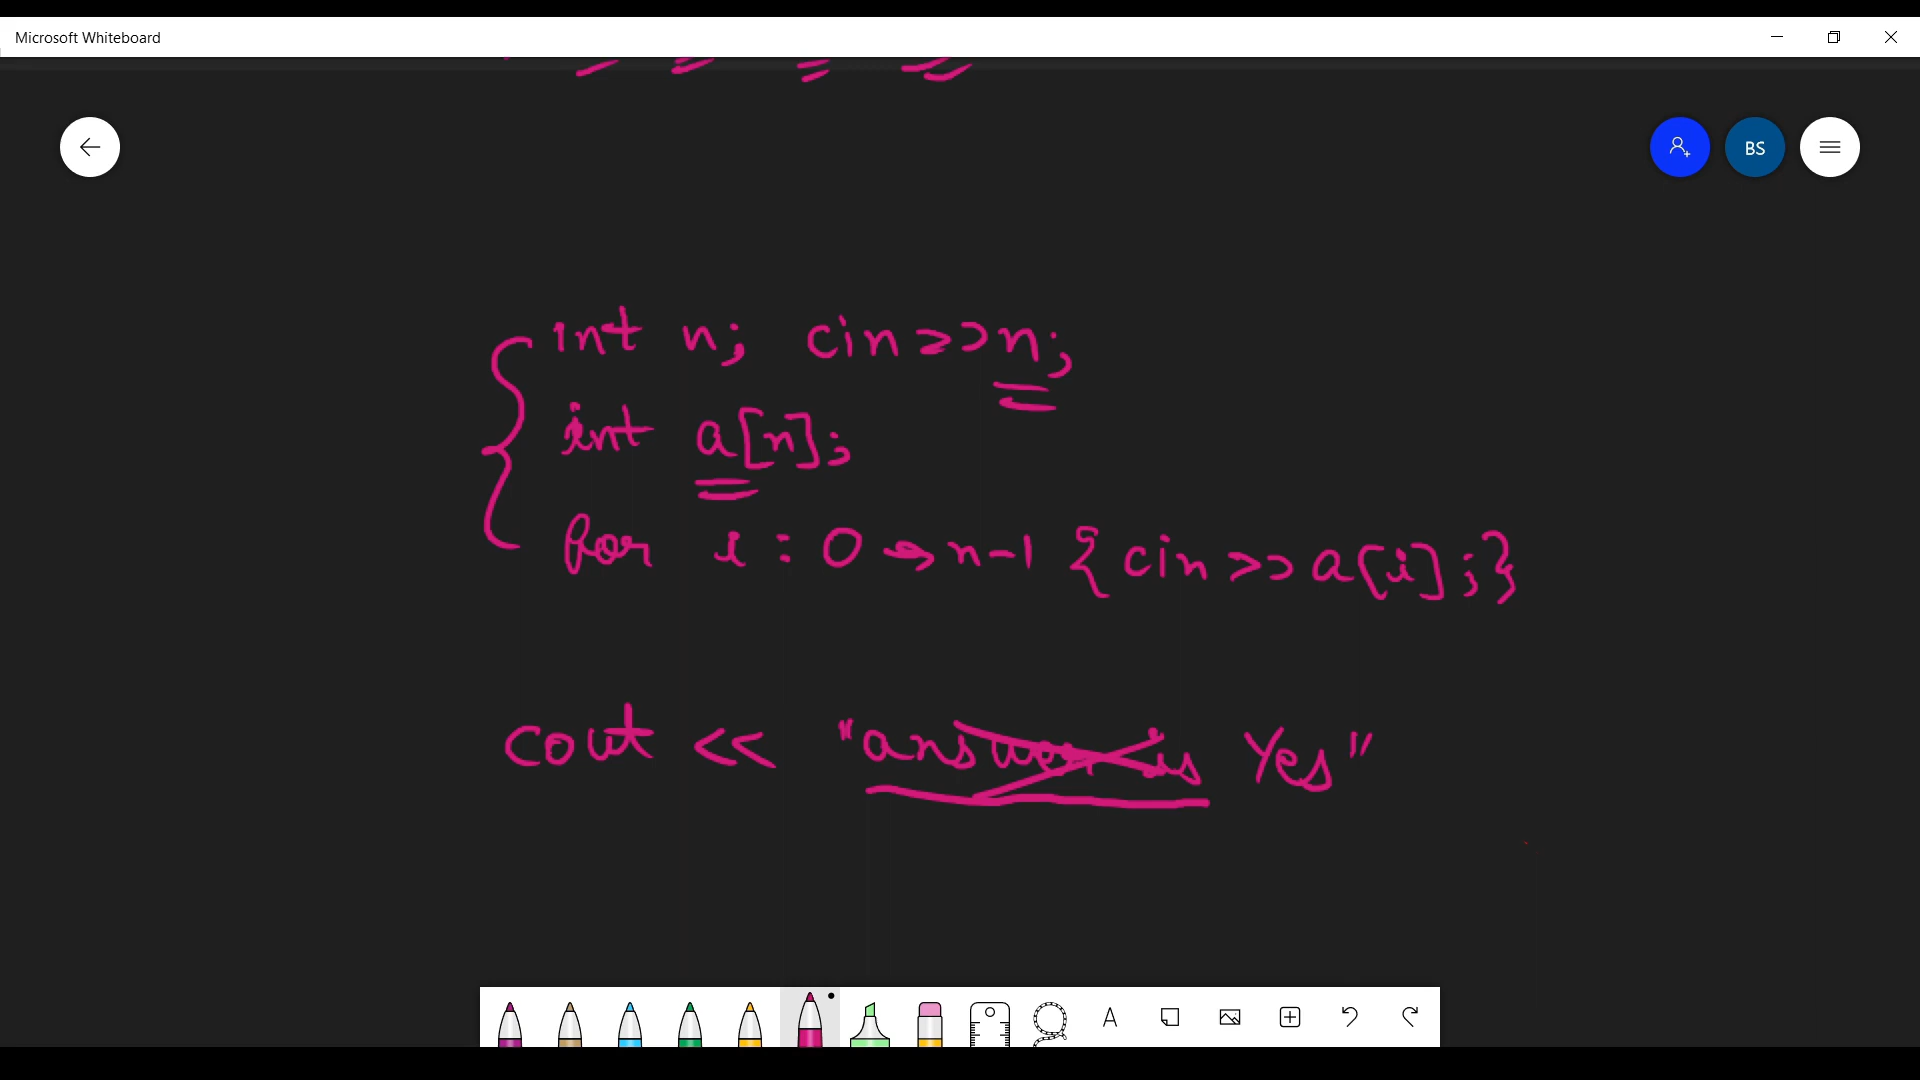 Microsoft Whiteboard
BS
int n; cin>>n;
int a[n];
for i : 0 → n-1 {cin >> a[i];}
cout << "answer is Yes"
A